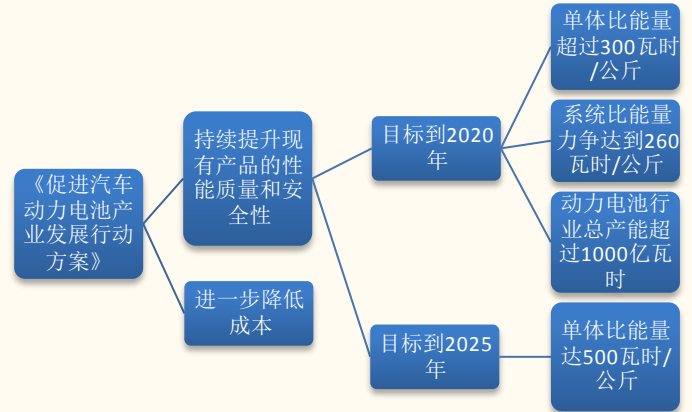 《促进汽车
动力电池产
业发展行动
方案》
持续提升现
有产品的性
能质量和安
全性
进一步降低
成本
目标到2020
年
目标到2025
年
单体比能量
超过300瓦时
/公斤
系统比能量
力争达到260
瓦时/公斤
动力电池行
业总产能超
过1000亿瓦
时
单体比能量
达500瓦时/
公斤